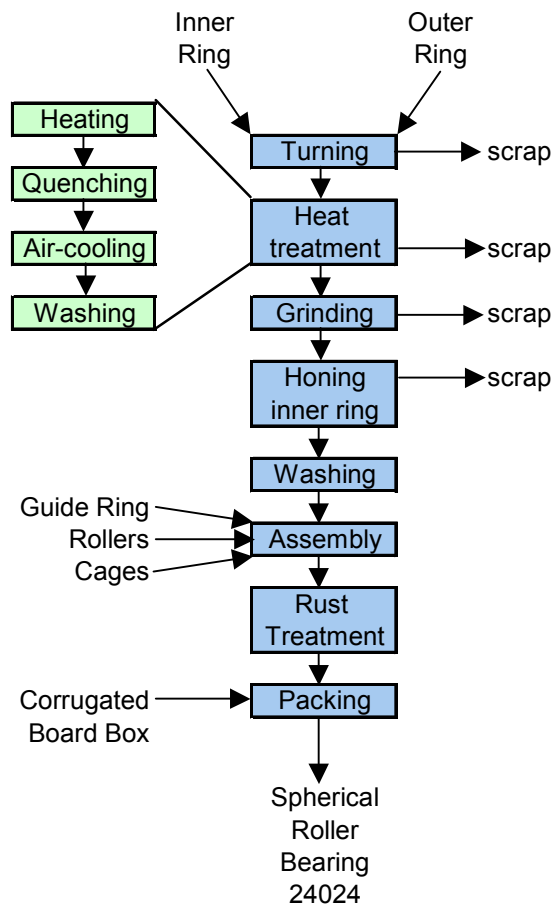 Inner
Ring
Outer
Ring
Heating
Quenching
Air-cooling
Washing
Turning
scrap
Heat
treatment
scrap
Grinding
scrap
Honing
inner ring
scrap
Washing
Guide Ring
Rollers
Cages
Assembly
Rust
Treatment
Corrugated
Board Box
Packing
Spherical
Roller
Bearing
24024